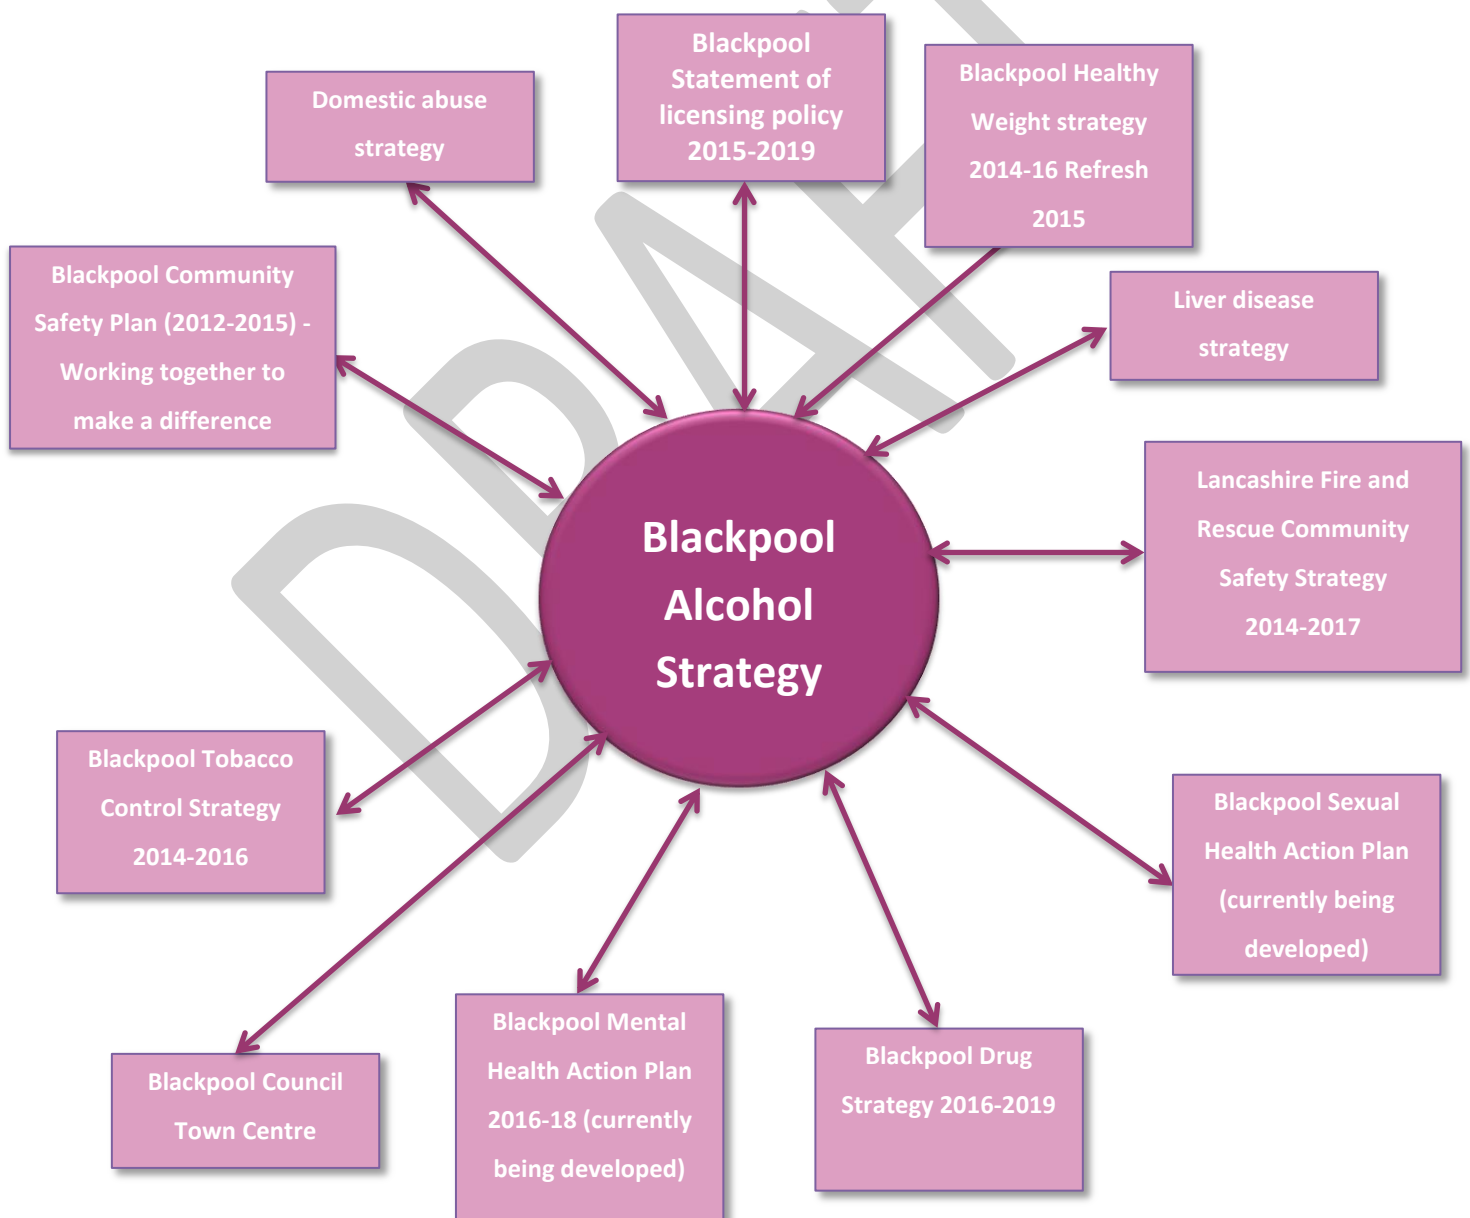 Blackpool
Statement of
licensing policy
2015-2019
Blackpool Healthy
Weight strategy
2014-16 Refresh
2015
Domestic abuse
strategy
Blackpool Community
Safety Plan (2012-2015) -
Working together to
make a difference
Liver disease
strategy
Lancashire Fire and
Rescue Community
Safety Strategy
2014-2017
Blackpool
Alcohol
Strategy
Blackpool Tobacco
Control Strategy
2014-2016
Blackpool Sexual
Health Action Plan
(currently being
developed)
Blackpool Council
Town Centre
Blackpool Mental
Health Action Plan
2016-18 (currently
being developed)
Blackpool Drug
Strategy 2016-2019
DRAFT